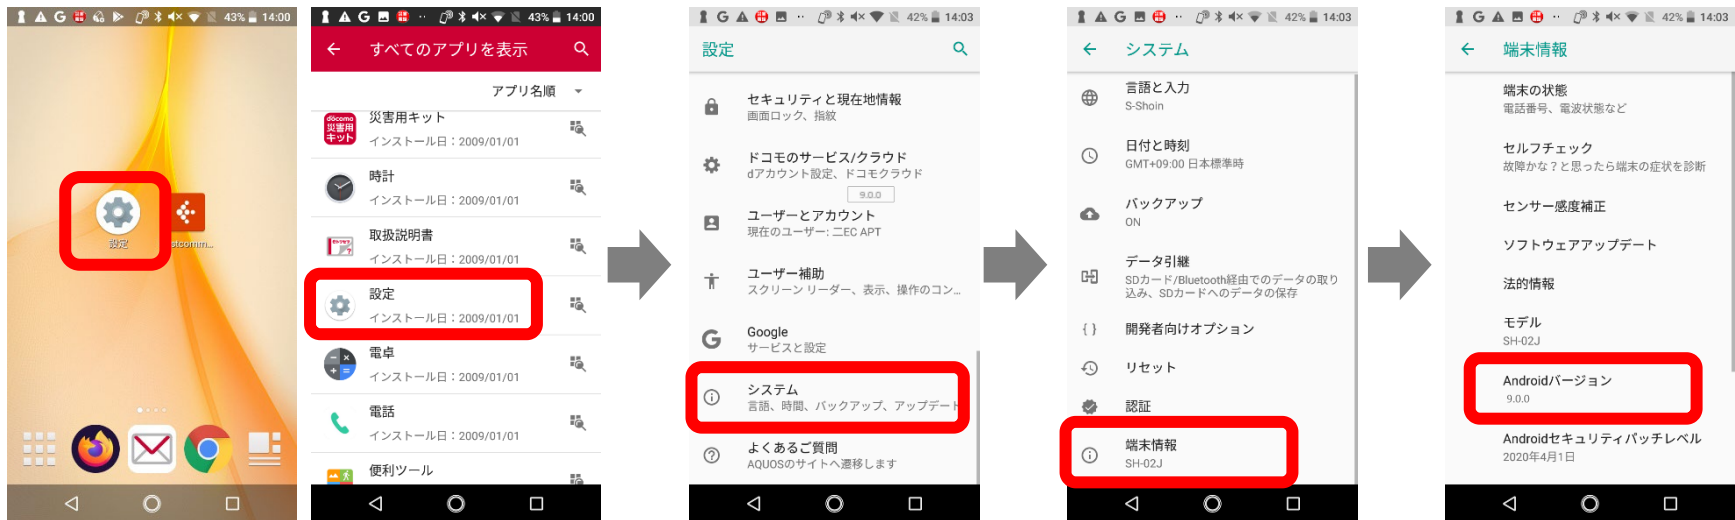 43% 14:00
設定
stcomm...
43% 14:00
すべてのアプリを表示
アプリ名順
döcomo
災害用
キット
災害用キット
インストール日：2009/01/01
時計
インストール日：2009/01/01
取扱説明書
インストール日：2009/01/01
設定
インストール日：2009/01/01
電卓
インストール日：2009/01/01
電話
インストール日：2009/01/01
便利ツール
42% 14:03
設定
セキュリティと現在地情報
画面ロック、指紋
ドコモのサービス/クラウド
dアカウント設定、ドコモクラウド
9.0.0
ユーザーとアカウント
現在のユーザー: 二EC APT
ユーザー補助
スクリーン リーダー、表示、操作のコン...
Google
サービスと設定
システム
言語、時間、バックアップ、アップデート
よくあるご質問
AQUOSのサイトへ遷移します
42% 14:03
システム
言語と入力
S-Shoin
日付と時刻
GMT+09:00 日本標準時
バックアップ
ON
データ引継
SDカード/Bluetooth経由でのデータの取り
込み、SDカードへのデータの保存
開発者向けオプション
リセット
認証
端末情報
SH-02J
42% 14:03
端末情報
端末の状態
電話番号、電波状態など
セルフチェック
故障かな？と思ったら端末の症状を診断
センサー感度補正
ソフトウェアアップデート
法的情報
モデル
SH-02J
Androidバージョン
9.0.0
Androidセキュリティパッチレベル
2020年4月1日